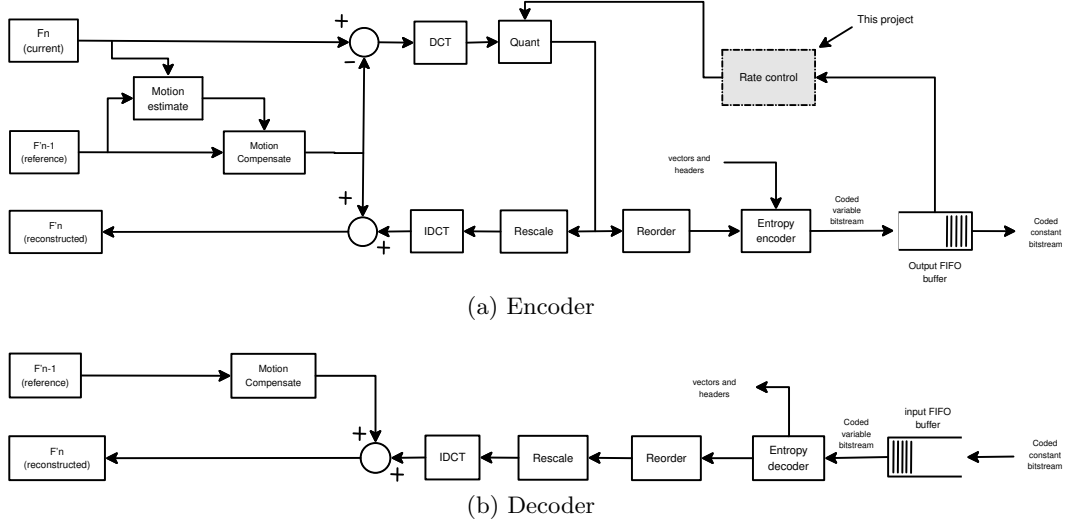 Fn
(current)
+
−
DCT
Quant
This project
Rate control
Motion
estimate
F'n-1
(reference)
Motion
Compensate
vectors and
headers
+
+
F'n
(reconstructed)
IDCT
Rescale
Reorder
Entropy
encoder
Coded
variable
bitstream
Coded
constant
bitstream
Output FIFO
buffer
(a) Encoder
F'n-1
(reference)
Motion
Compensate
vectors and
headers
input FIFO
buffer
+
+
F'n
(reconstructed)
IDCT
Rescale
Reorder
Entropy
decoder
Coded
variable
bitstream
Coded
constant
bitstream
(b) Decoder